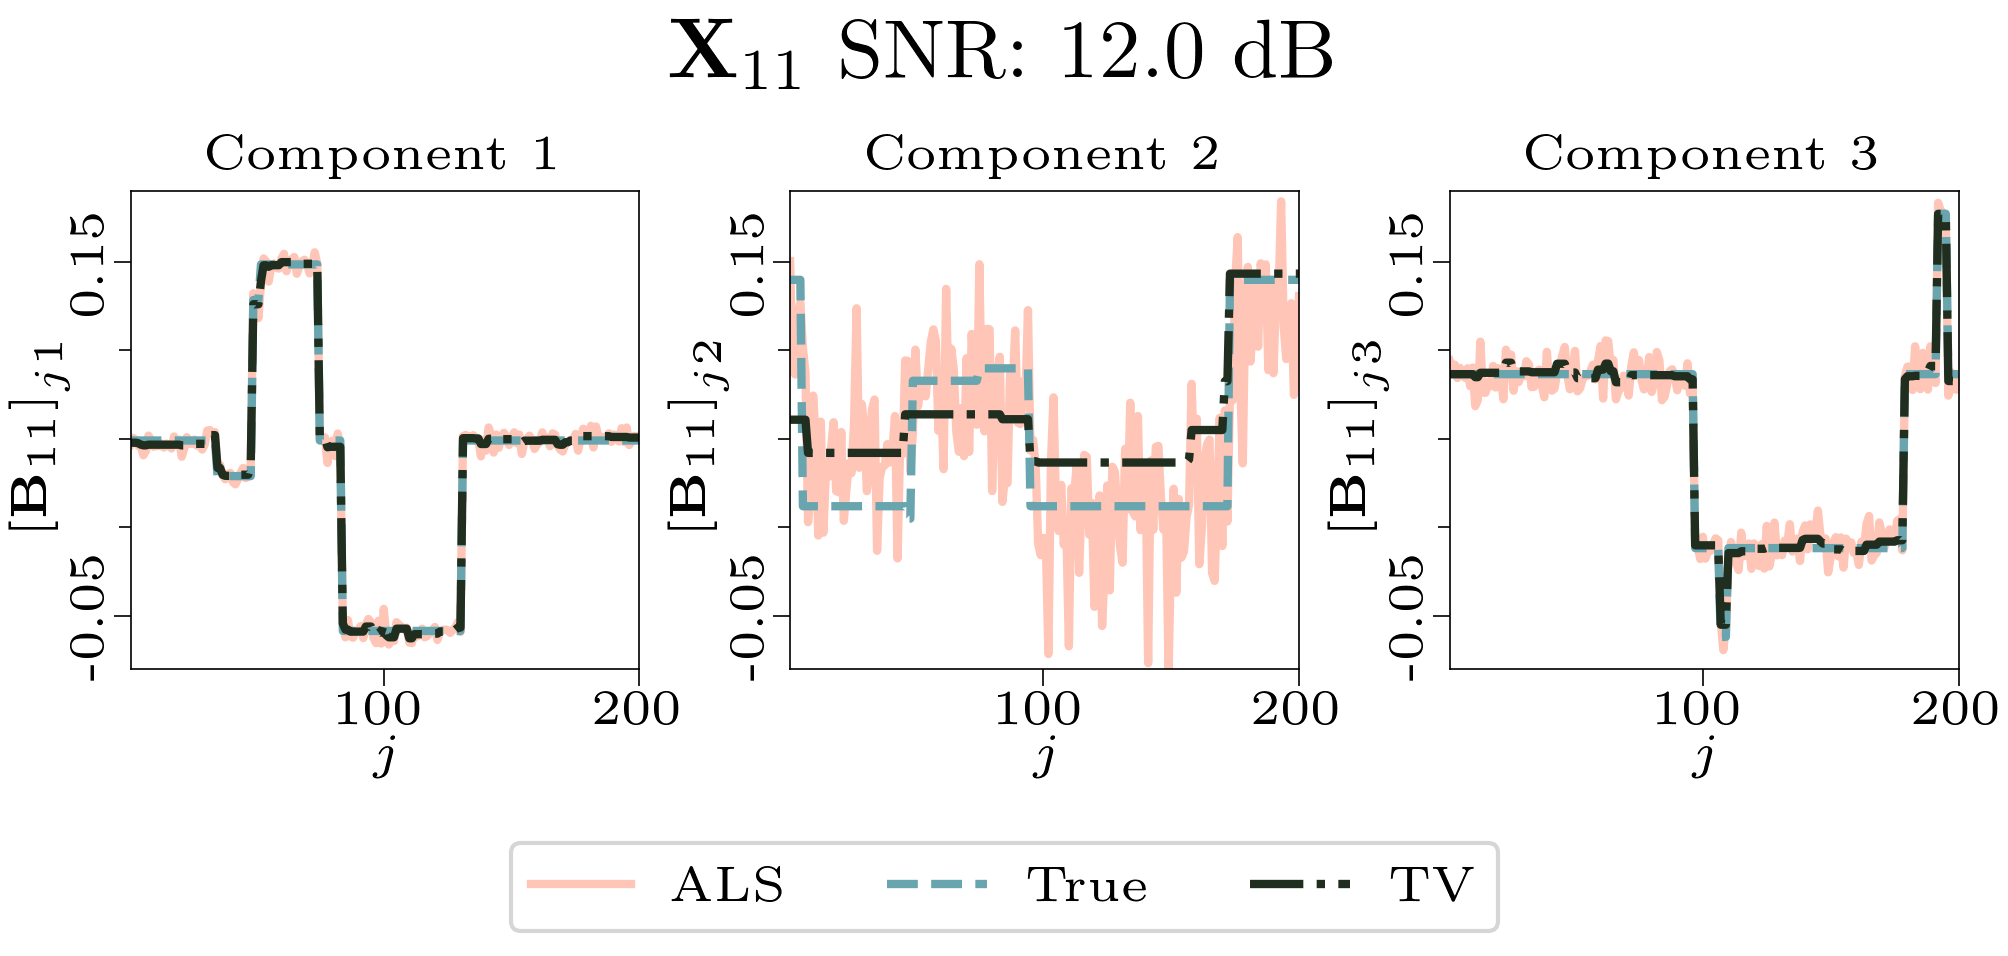 X₁₁ SNR: 12.0 dB
Component 1
Component 2
Component 3
0.15
-0.05
[B₁₁]ⱼ₁
100
200
j
0.15
-0.05
[B₁₁]ⱼ₂
100
200
j
0.15
-0.05
[B₁₁]ⱼ₃
100
200
j
ALS
True
TV